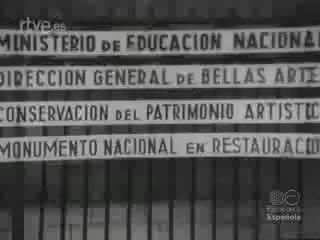 rtve.es
MINISTERIO DE EDUCACION NACIONAL
DIRECCION GENERAL DE BELLAS ARTE
CONSERVACION DEL PATRIMONIO ARTISTIC
MONUMENTO NACIONAL EN RESTAURACIO
Filmoteca
Española